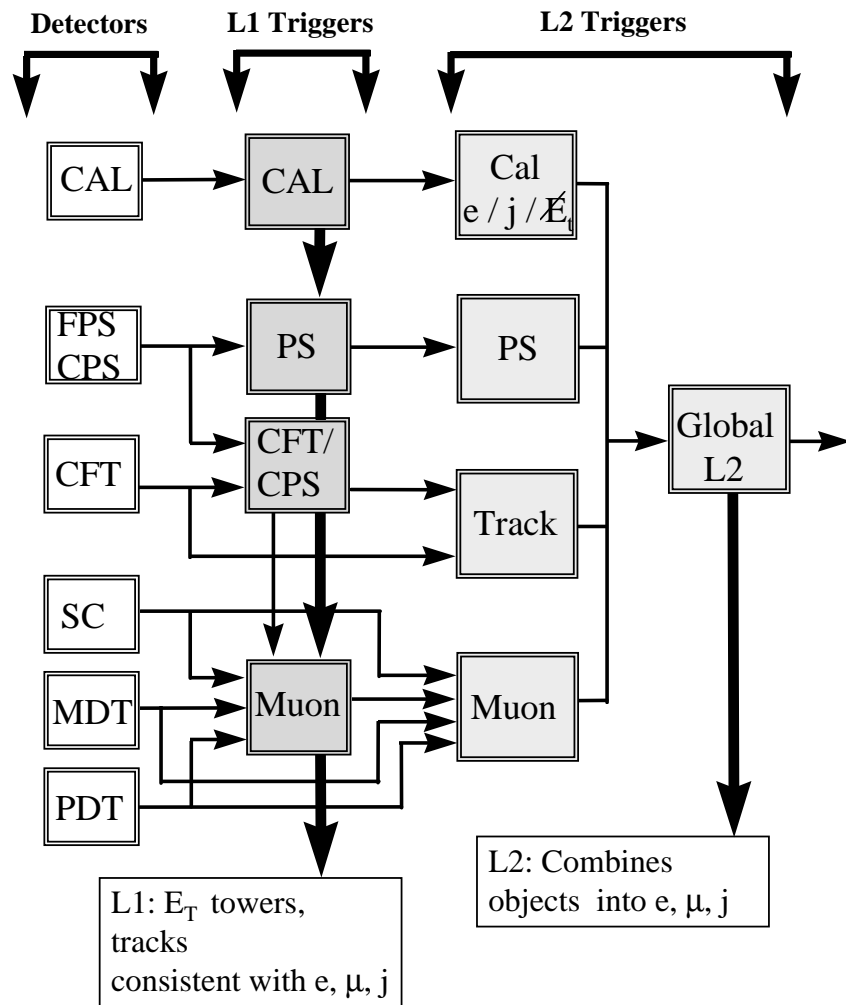 Detectors
L1 Triggers
L2 Triggers
CAL
CAL
Cal
e / j / E̸t
FPS
CPS
PS
PS
CFT/
CPS
Global
L2
CFT
Track
SC
Muon
Muon
MDT
PDT
L2: Combines
objects into e, μ, j
L1: ET towers,
tracks
consistent with e, μ, j